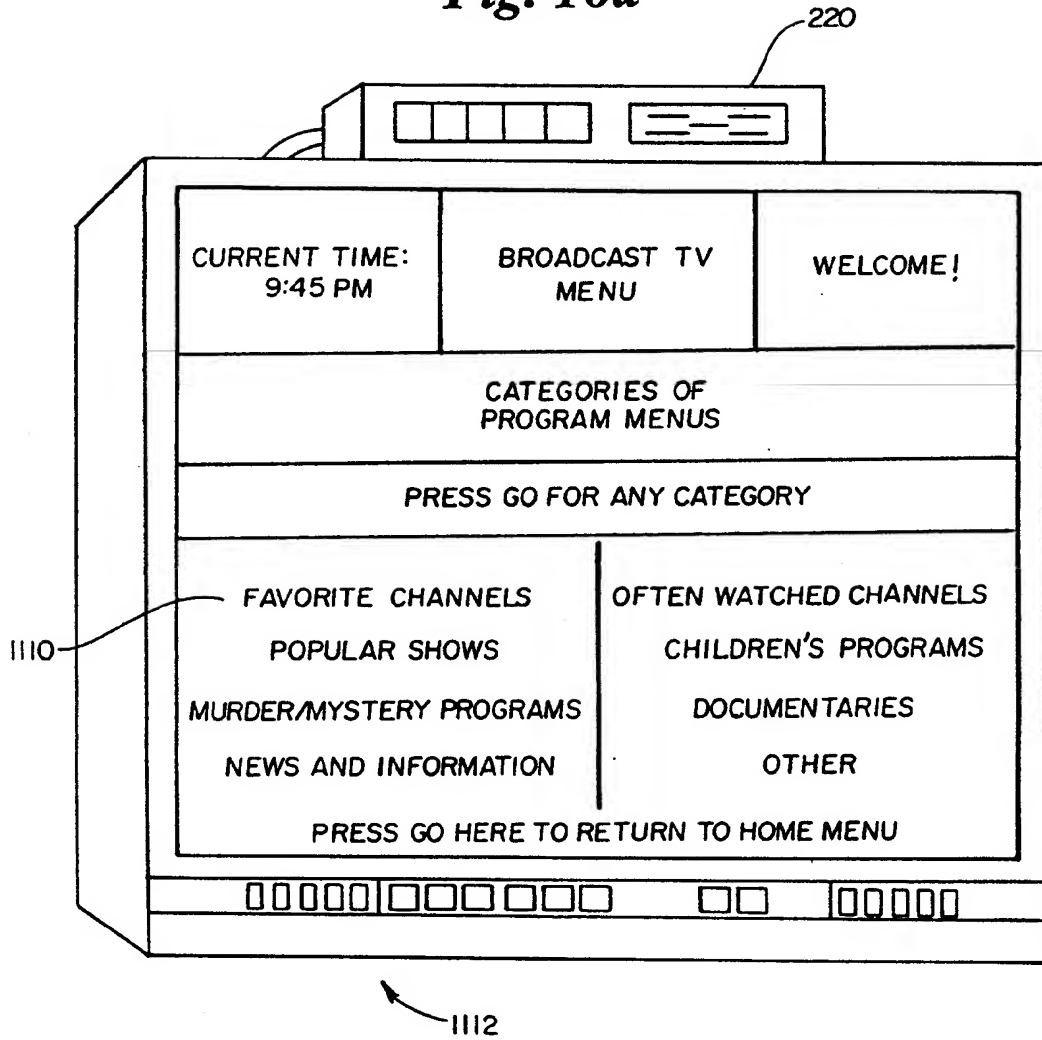 Fig. 10a
220
CURRENT TIME:
9:45 PM
BROADCAST TV
MENU
WELCOME!
CATEGORIES OF
PROGRAM MENUS
PRESS GO FOR ANY CATEGORY
FAVORITE CHANNELS
OFTEN WATCHED CHANNELS
1110
POPULAR SHOWS
CHILDREN'S PROGRAMS
MURDER/MYSTERY PROGRAMS
DOCUMENTARIES
NEWS AND INFORMATION
OTHER
PRESS GO HERE TO RETURN TO HOME MENU
1112